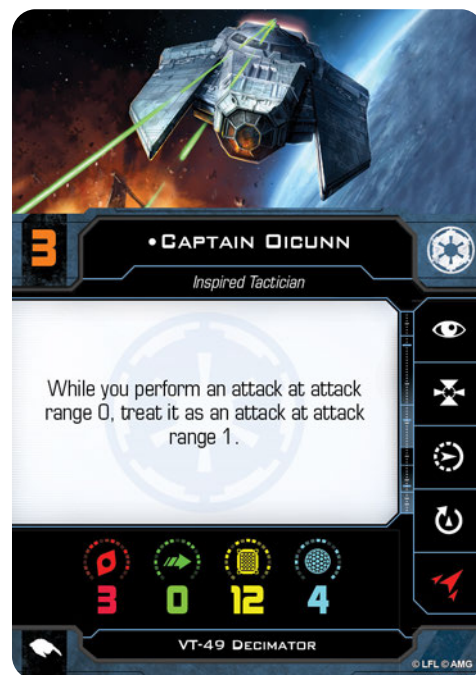 3
•Captain Oicunn
Inspired Tactician
While you perform an attack at attack
range 0, treat it as an attack at attack
range 1.
3 0 12 4
VT-49 Decimator
© LFL © AMG